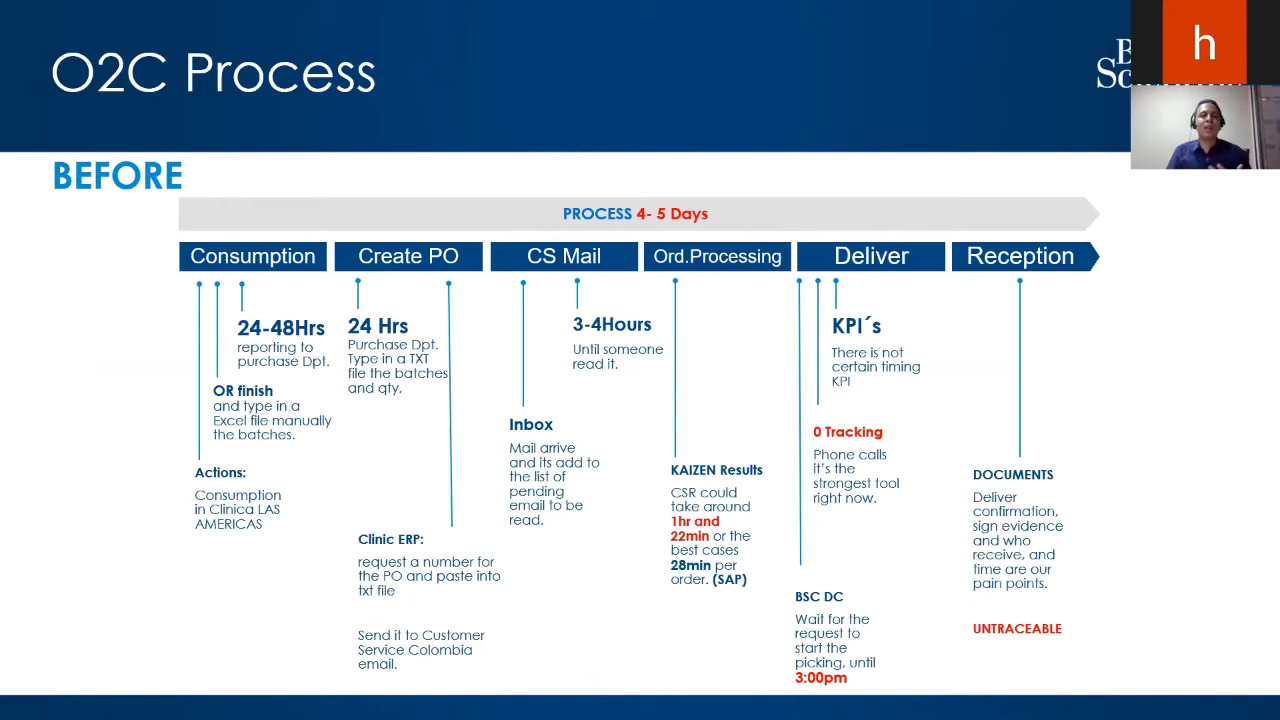 O2C Process
h
BEFORE
PROCESS 4- 5 Days
Consumption
Create PO
CS Mail
Ord.Processing
Deliver
Reception
24-48Hrs
reporting to
purchase Dpt.
OR finish
and type in a
Excel file manually
the batches.
Actions:
Consumption
in Clinica LAS
AMERICAS
24 Hrs
Purchase Dpt.
Type in a TXT
file the batches
and qty,
Clinic ERP:
request a number for
the PO and paste into
txt file
Send it to Customer
Service Colombia
email.
3-4Hours
Until someone
read it.
Inbox
Mail arrive
and its add to
the list of
pending
email to be
read.
KAIZEN Results
CSR could
take around
1hr and
22min or the
best cases
28min per
order. (SAP)
KPI´s
There is not
certain timing
KPI
0 Tracking
Phone calls
it’s the
strongest tool
right now.
BSC DC
Wait for the
request to
start the
picking, until
3:00pm
DOCUMENTS
Deliver
confirmation,
sign evidence
and who
receive, and
time are our
pain points.
UNTRACEABLE